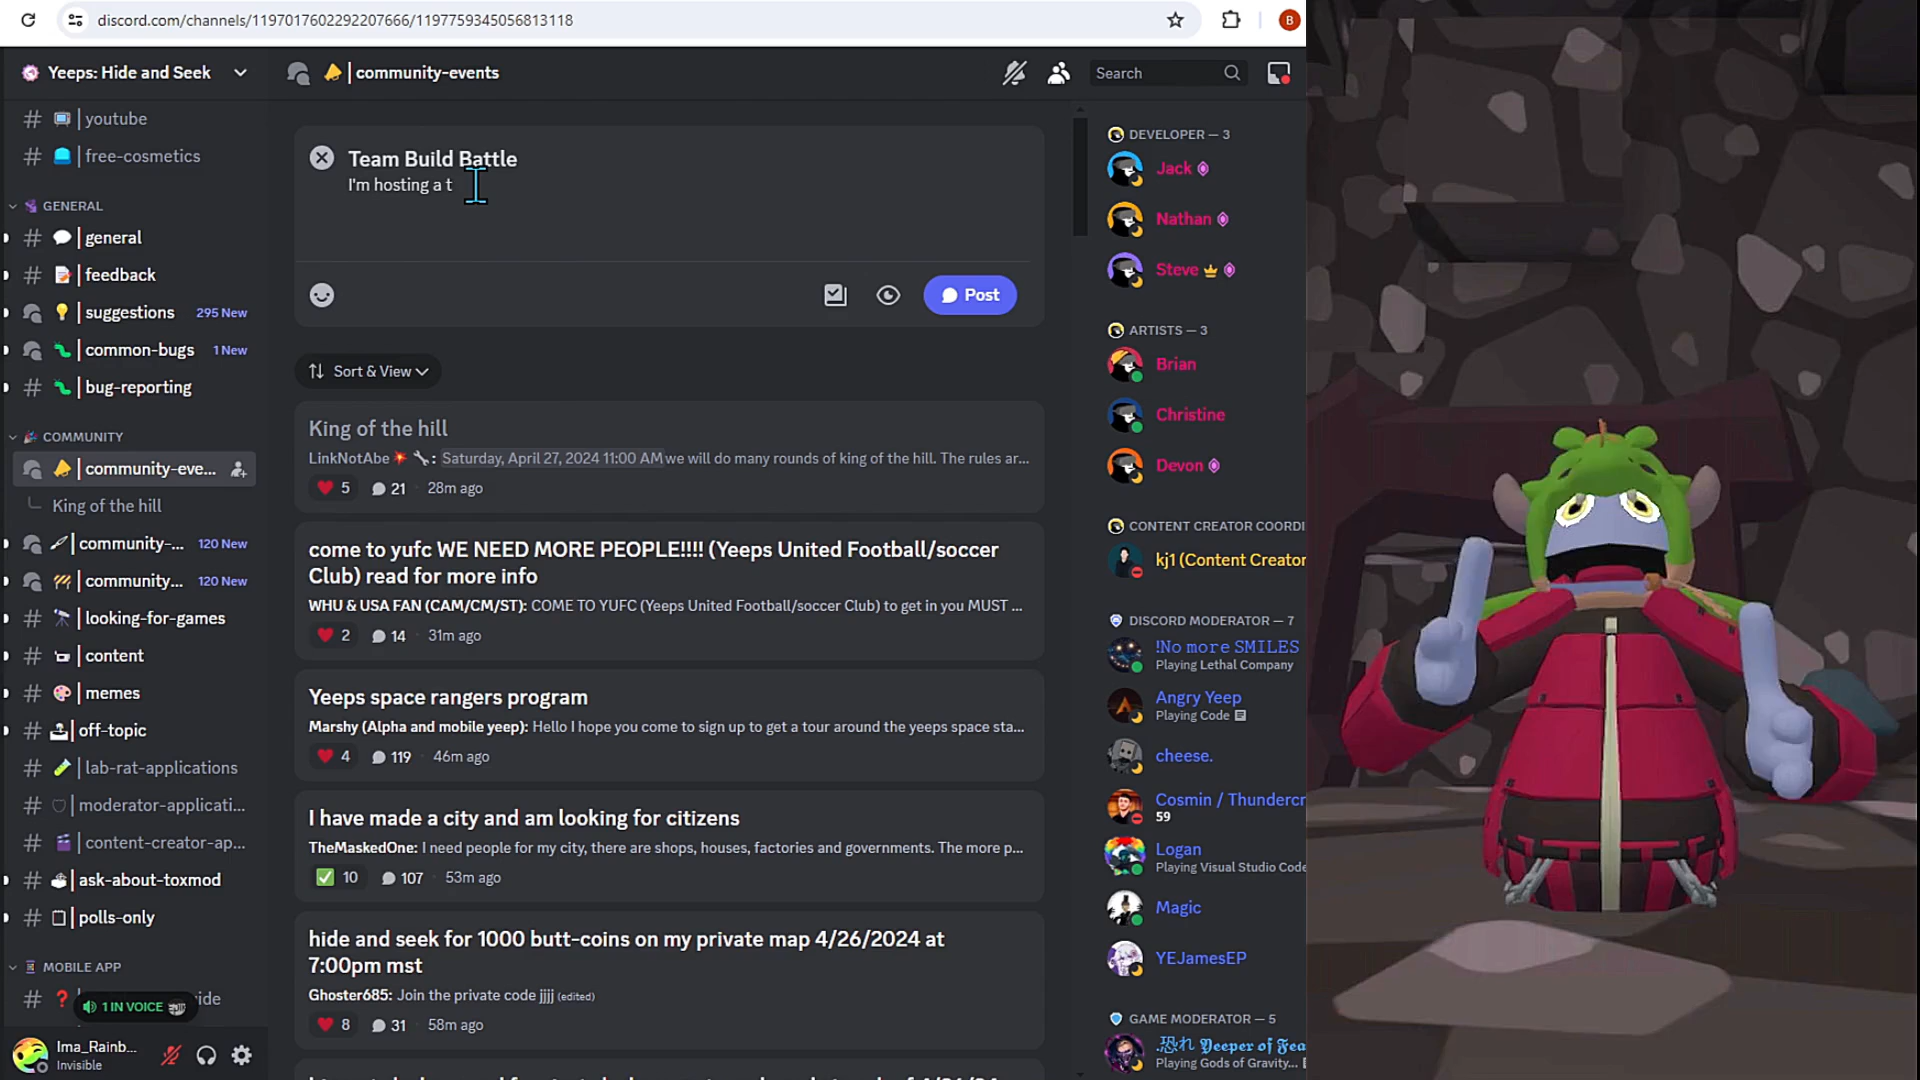 discord.com/channels/1197017602292207666/1197759345056813118
B
Yeeps: Hide and Seek
youtube
free-cosmetics
GENERAL
general
feedback
suggestions 295 New
common-bugs 1 New
bug-reporting
COMMUNITY
community-eve...
King of the hill
community-... 120 New
community... 120 New
looking-for-games
content
memes
off-topic
lab-rat-applications
moderator-applicati...
content-creator-ap...
ask-about-toxmod
polls-only
MOBILE APP
ide
1 IN VOICE
Ima_Rainb...
Invisible
community-events
Search
Team Build Battle
I'm hosting a t
Post
Sort & View
King of the hill
LinkNotAbe : Saturday, April 27, 2024 11:00 AM we will do many rounds of king of the hill. The rules ar...
5 21 28m ago
come to yufc WE NEED MORE PEOPLE!!!! (Yeeps United Football/soccer
Club) read for more info
WHU & USA FAN (CAM/CM/ST): COME TO YUFC (Yeeps United Football/soccer Club) to get in you MUST ...
2 14 31m ago
Yeeps space rangers program
Marshy (Alpha and mobile yeep): Hello I hope you come to sign up to get a tour around the yeeps space sta...
4 119 46m ago
I have made a city and am looking for citizens
TheMaskedOne: I need people for my city, there are shops, houses, factories and governments. The more p...
10 107 53m ago
hide and seek for 1000 butt-coins on my private map 4/26/2024 at
7:00pm mst
Ghoster685: Join the private code jjjj (edited)
8 31 58m ago
DEVELOPER — 3
Jack
Nathan
Steve
ARTISTS — 3
Brian
Christine
Devon
CONTENT CREATOR COORDI
kj1 (Content Creator
DISCORD MODERATOR — 7
!No more SMILES
Playing Lethal Company
Angry Yeep
Playing Code
cheese.
Cosmin / Thundercr
59
Logan
Playing Visual Studio Code
Magic
YEJamesEP
GAME MODERATOR — 5
.恐れ 𝖄𝖊𝖊𝖕𝖊𝖗 𝖔𝖋 𝕱𝖊𝖆
Playing Gods of Gravity...